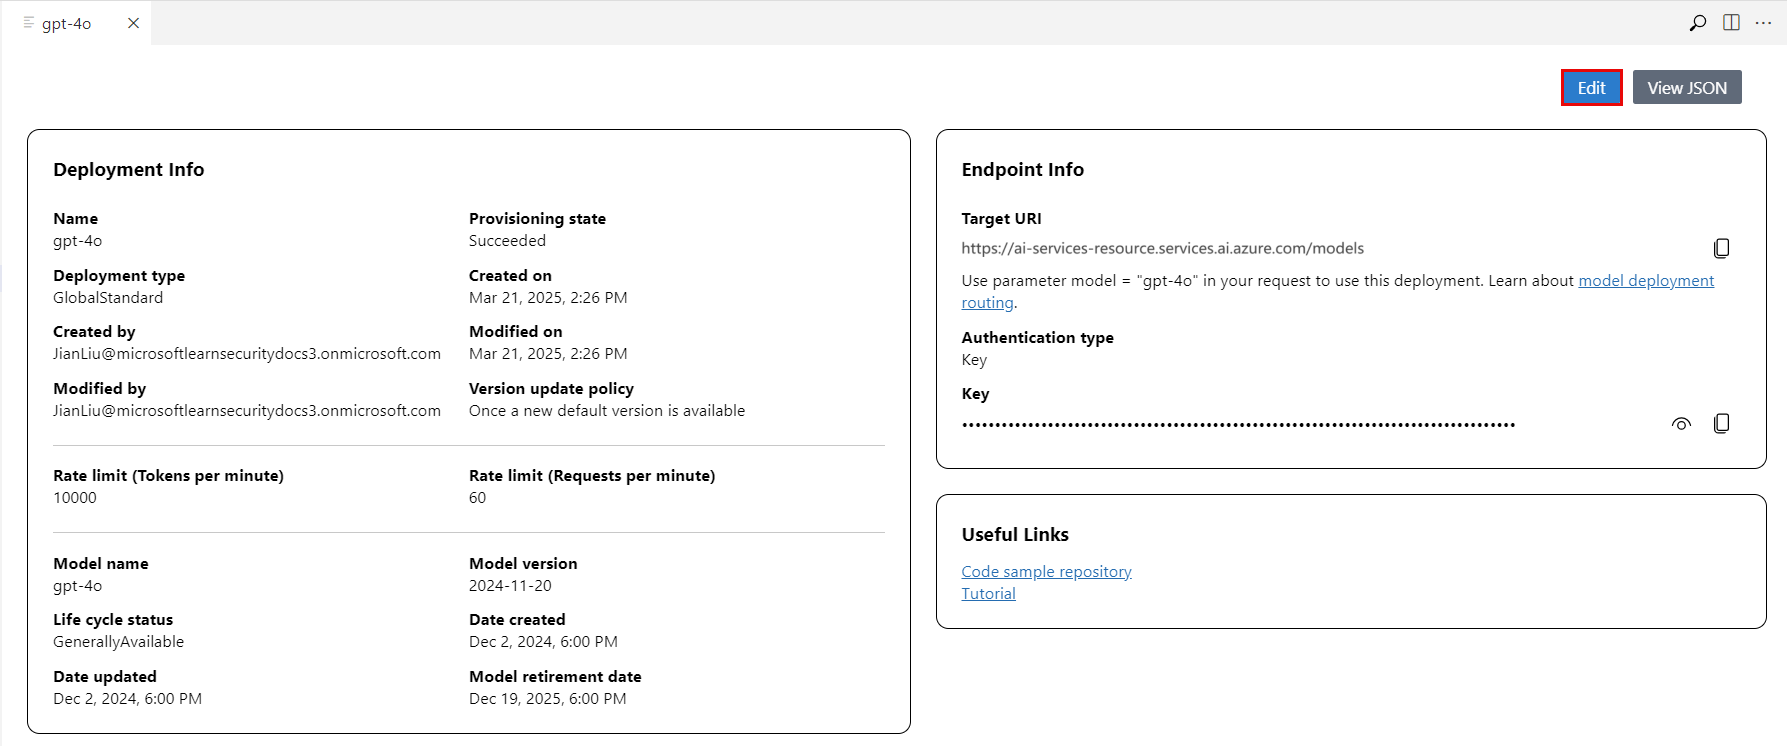 gpt-4o
Edit
View JSON
Deployment Info
Name
gpt-4o
Provisioning state
Succeeded
Deployment type
GlobalStandard
Created on
Mar 21, 2025, 2:26 PM
Created by
JianLiu@microsoftlearnsecuritydocs3.onmicrosoft.com
Modified on
Mar 21, 2025, 2:26 PM
Modified by
JianLiu@microsoftlearnsecuritydocs3.onmicrosoft.com
Version update policy
Once a new default version is available
Rate limit (Tokens per minute)
10000
Rate limit (Requests per minute)
60
Model name
gpt-4o
Model version
2024-11-20
Life cycle status
GenerallyAvailable
Date created
Dec 2, 2024, 6:00 PM
Date updated
Dec 2, 2024, 6:00 PM
Model retirement date
Dec 19, 2025, 6:00 PM
Endpoint Info
Target URI
https://ai-services-resource.services.ai.azure.com/models
Use parameter model = "gpt-4o" in your request to use this deployment. Learn about model deployment
routing.
Authentication type
Key
Key
Useful Links
Code sample repository
Tutorial